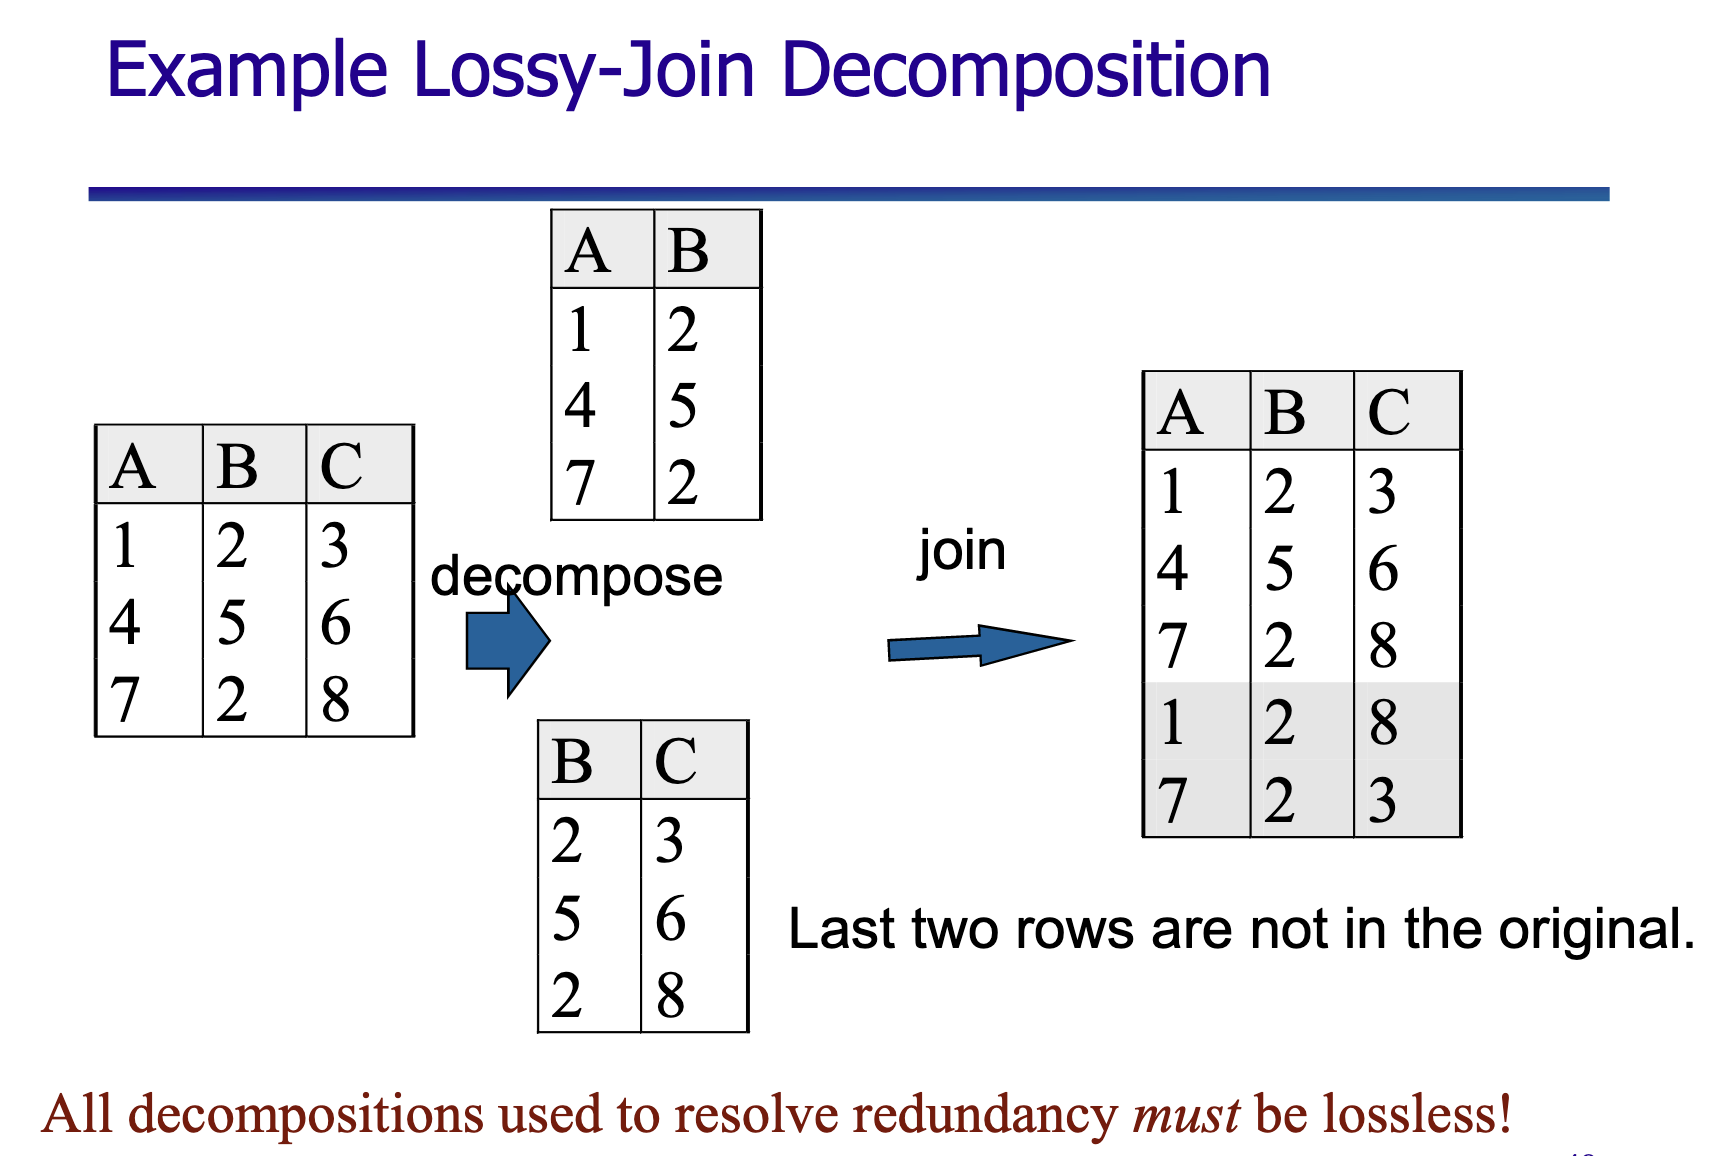 Example Lossy-Join Decomposition
A B
1 2
4 5
7 2
A B C
1 2 3
4 5 6
7 2 8
decompose
B C
2 3
5 6
2 8
join
A B C
1 2 3
4 5 6
7 2 8
1 2 8
7 2 3
Last two rows are not in the original.
All decompositions used to resolve redundancy must be lossless!